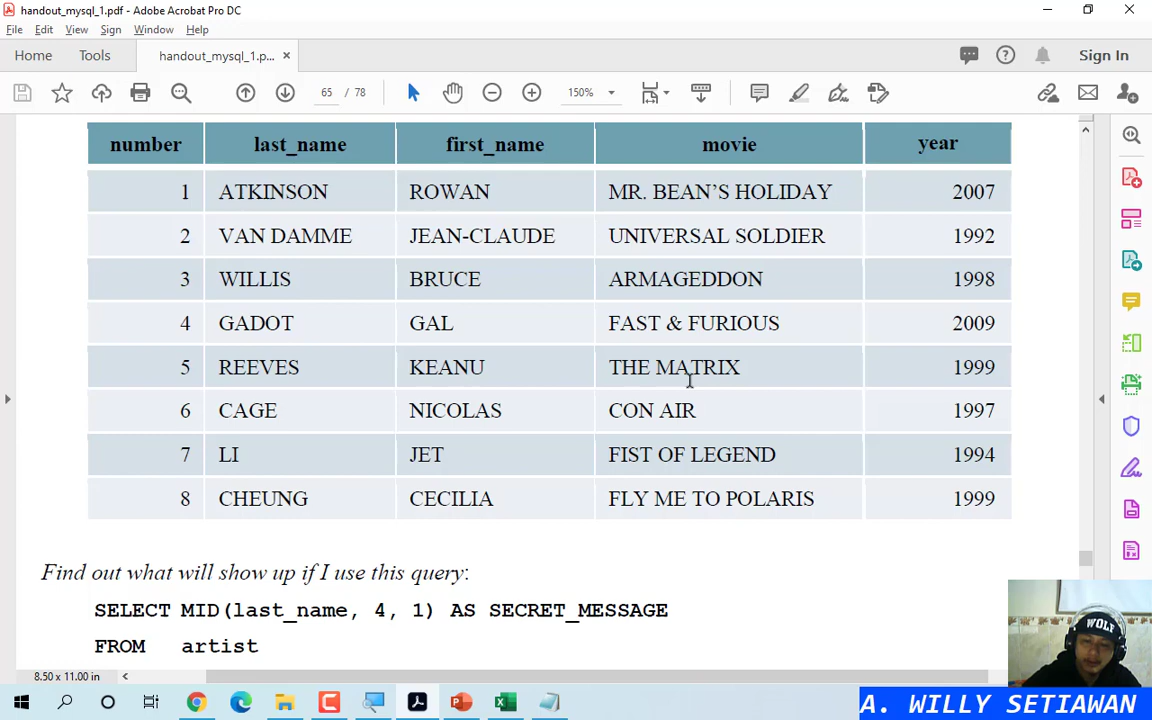 handout_mysql_1.pdf - Adobe Acrobat Pro DC
File Edit View Sign Window Help
Home Tools handout_mysql_1.p... × Sign In
65 / 78 150%
number last_name first_name movie year
1 ATKINSON ROWAN MR. BEAN’S HOLIDAY 2007
2 VAN DAMME JEAN-CLAUDE UNIVERSAL SOLDIER 1992
3 WILLIS BRUCE ARMAGEDDON 1998
4 GADOT GAL FAST & FURIOUS 2009
5 REEVES KEANU THE MATRIX 1999
6 CAGE NICOLAS CON AIR 1997
7 LI JET FIST OF LEGEND 1994
8 CHEUNG CECILIA FLY ME TO POLARIS 1999
Find out what will show up if I use this query:
SELECT MID(last_name, 4, 1) AS SECRET_MESSAGE
FROM artist
WOLF
8.50 x 11.00 in
A. WILLY SETIAWAN